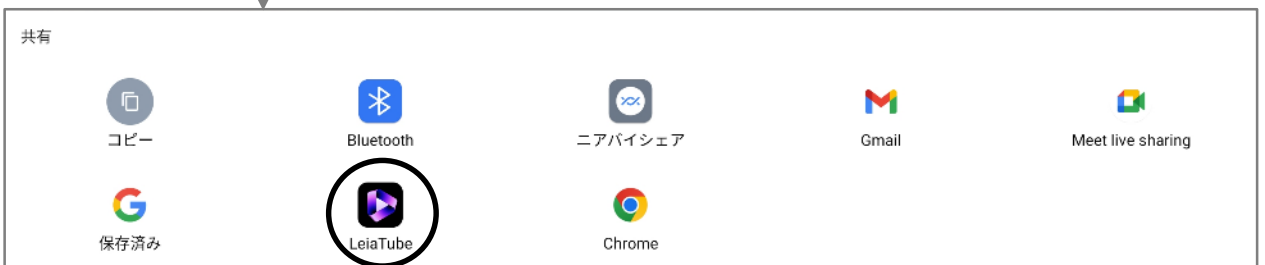 共有
コピー
Bluetooth
ニアバイシェア
Gmail
Meet live sharing
保存済み
LeiaTube
Chrome